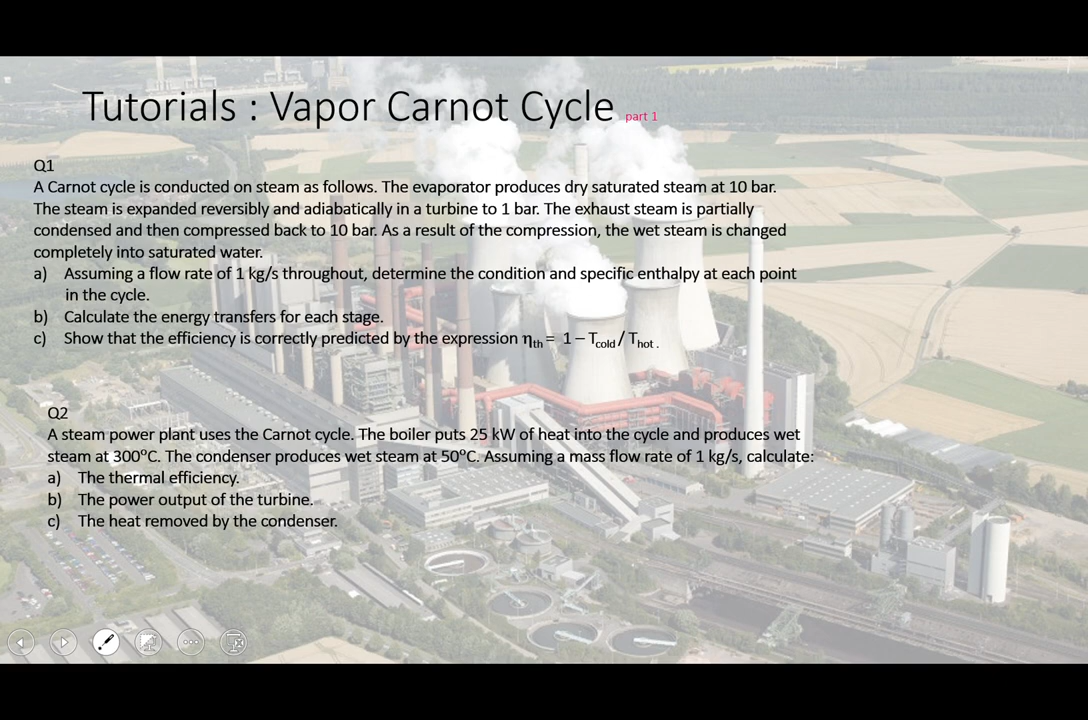 Tutorials : Vapor Carnot Cycle part 1
Q1
A Carnot cycle is conducted on steam as follows. The evaporator produces dry saturated steam at 10 bar.
The steam is expanded reversibly and adiabatically in a turbine to 1 bar. The exhaust steam is partially
condensed and then compressed back to 10 bar. As a result of the compression, the wet steam is changed
completely into saturated water.
a) Assuming a flow rate of 1 kg/s throughout, determine the condition and specific enthalpy at each point
in the cycle.
b) Calculate the energy transfers for each stage.
c) Show that the efficiency is correctly predicted by the expression ηth = 1 – Tcold / Thot .
Q2
A steam power plant uses the Carnot cycle. The boiler puts 25 kW of heat into the cycle and produces wet
steam at 300°C. The condenser produces wet steam at 50°C. Assuming a mass flow rate of 1 kg/s, calculate:
a) The thermal efficiency.
b) The power output of the turbine.
c) The heat removed by the condenser.